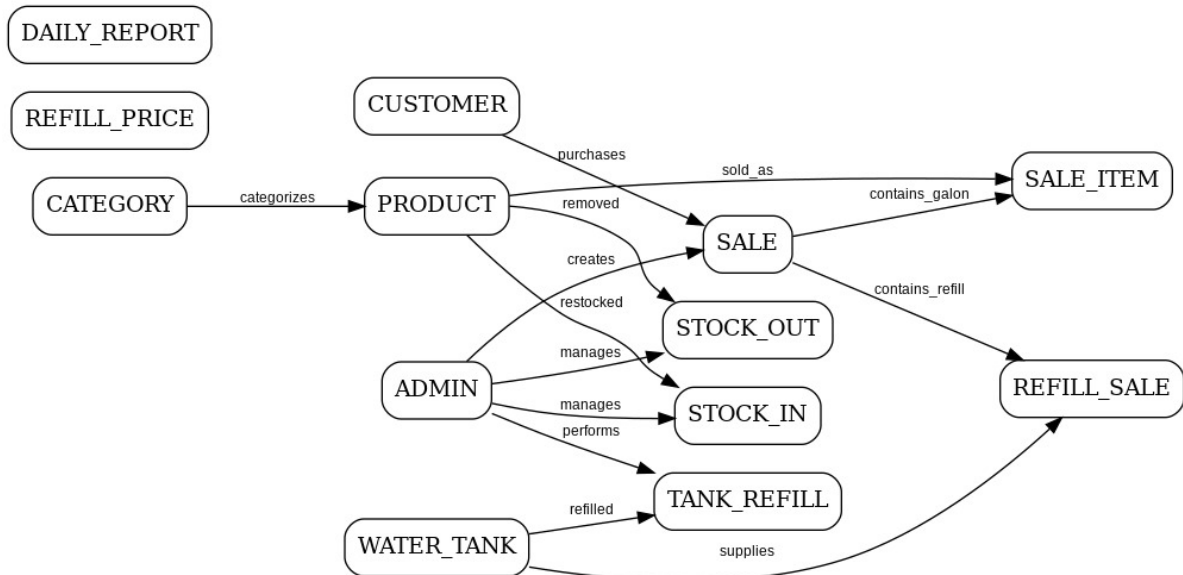 DAILY_REPORT
REFILL_PRICE
CUSTOMER
purchases
CATEGORY
categorizes
PRODUCT
sold_as
removed
SALE_ITEM
contains_galon
SALE
creates
restocked
contains_refill
STOCK_OUT
manages
ADMIN
REFILL_SALE
manages
STOCK_IN
performs
TANK_REFILL
refilled
WATER_TANK
supplies